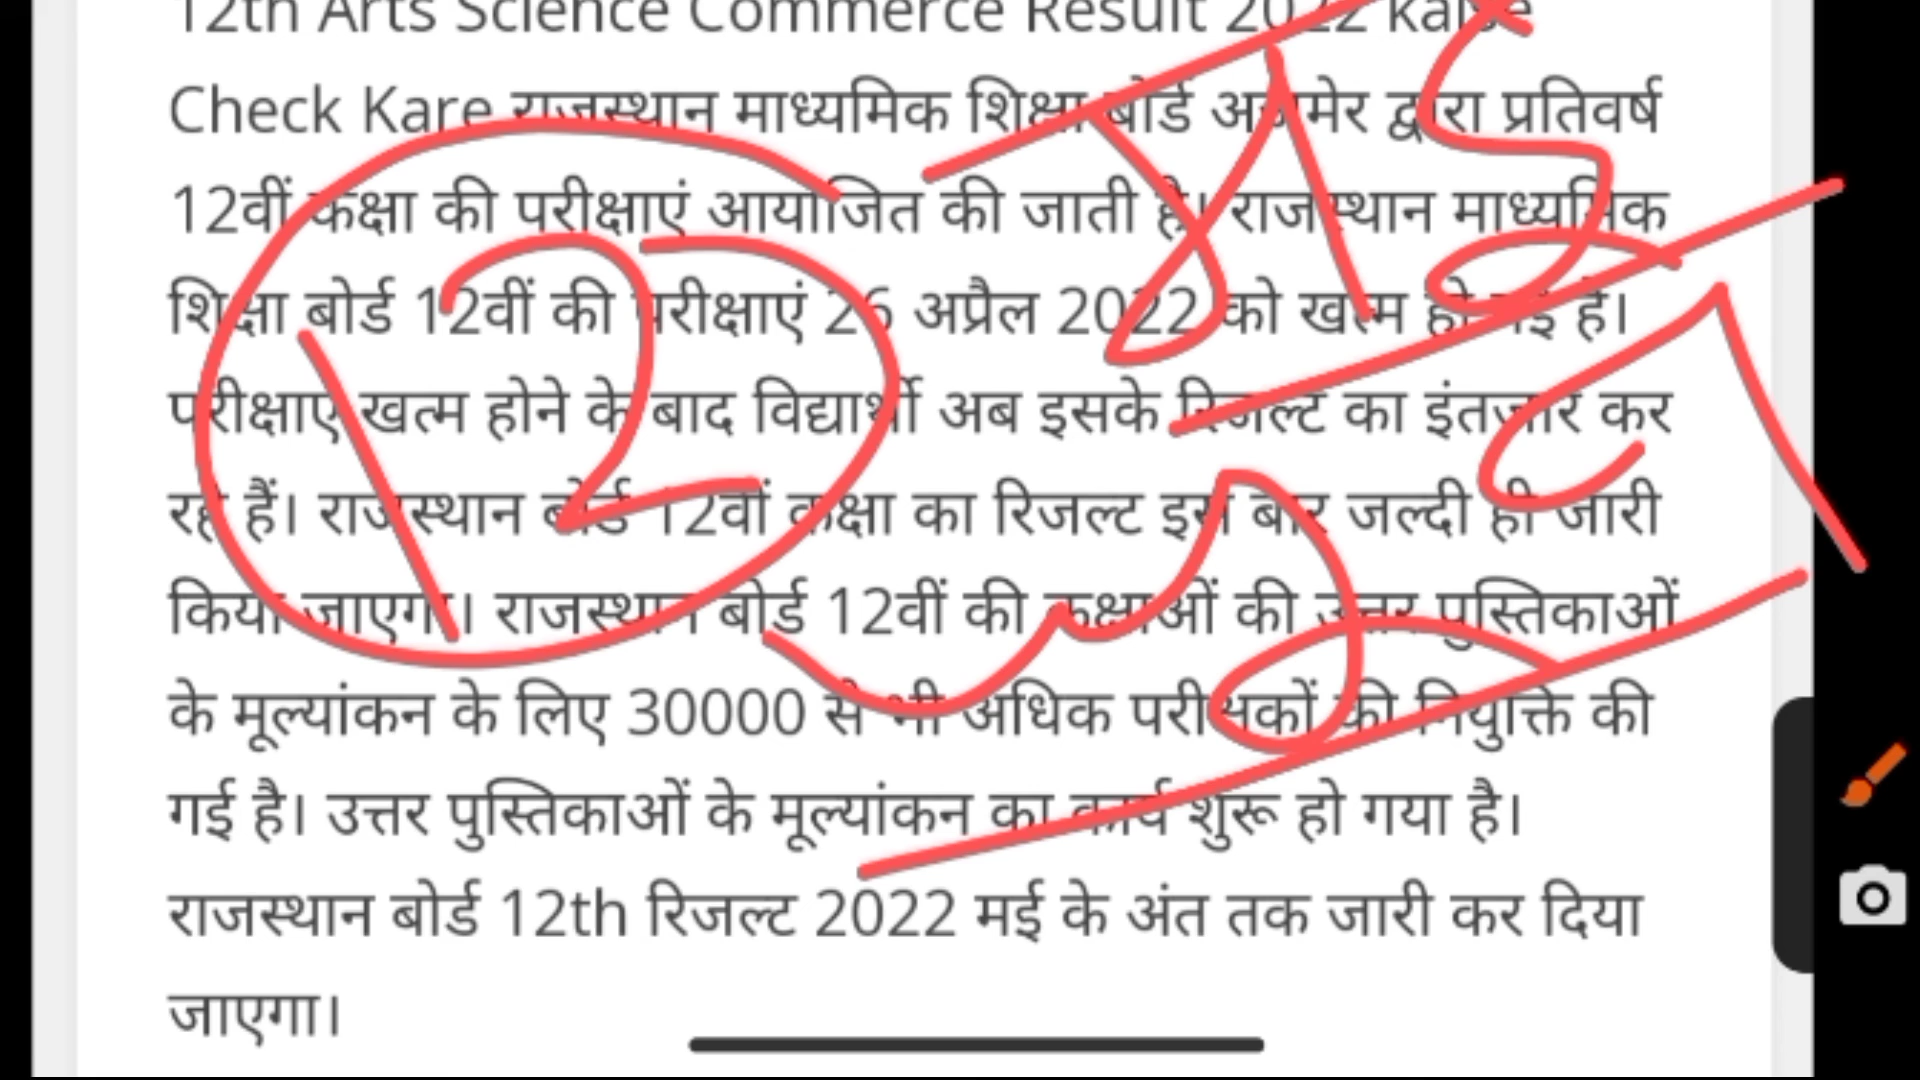 12th Arts Science Commerce Result 2022 kaise
Check Kare राजस्थान माध्यमिक शिक्षा बोर्ड अजमेर द्वारा प्रतिवर्ष
12वीं कक्षा की परीक्षाएं आयोजित की जाती है। राजस्थान माध्यमिक
शिक्षा बोर्ड 12वीं की परीक्षाएं 26 अप्रैल 2022 को खत्म हो गई है।
परीक्षाएं खत्म होने के बाद विद्यार्थी अब इसके रिजल्ट का इंतजार कर
रहे हैं। राजस्थान बोर्ड 12वीं कक्षा का रिजल्ट इस बार जल्दी ही जारी
किया जाएगा। राजस्थान बोर्ड 12वीं की कक्षाओं की उत्तर पुस्तिकाओं
के मूल्यांकन के लिए 30000 से भी अधिक परीक्षकों की नियुक्ति की
गई है। उत्तर पुस्तिकाओं के मूल्यांकन का कार्य शुरू हो गया है।
राजस्थान बोर्ड 12th रिजल्ट 2022 मई के अंत तक जारी कर दिया
जाएगा।
12